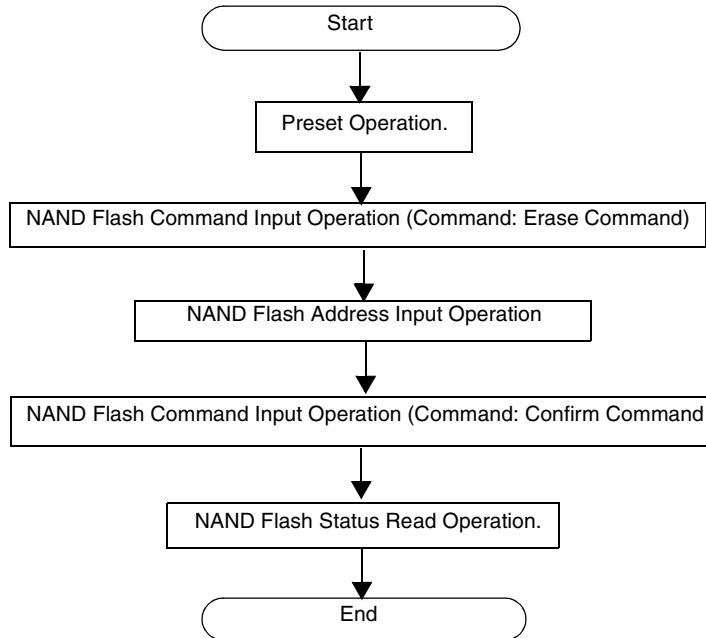 Start
Preset Operation.
NAND Flash Command Input Operation (Command: Erase Command)
NAND Flash Address Input Operation
NAND Flash Command Input Operation (Command: Confirm Command
NAND Flash Status Read Operation.
End